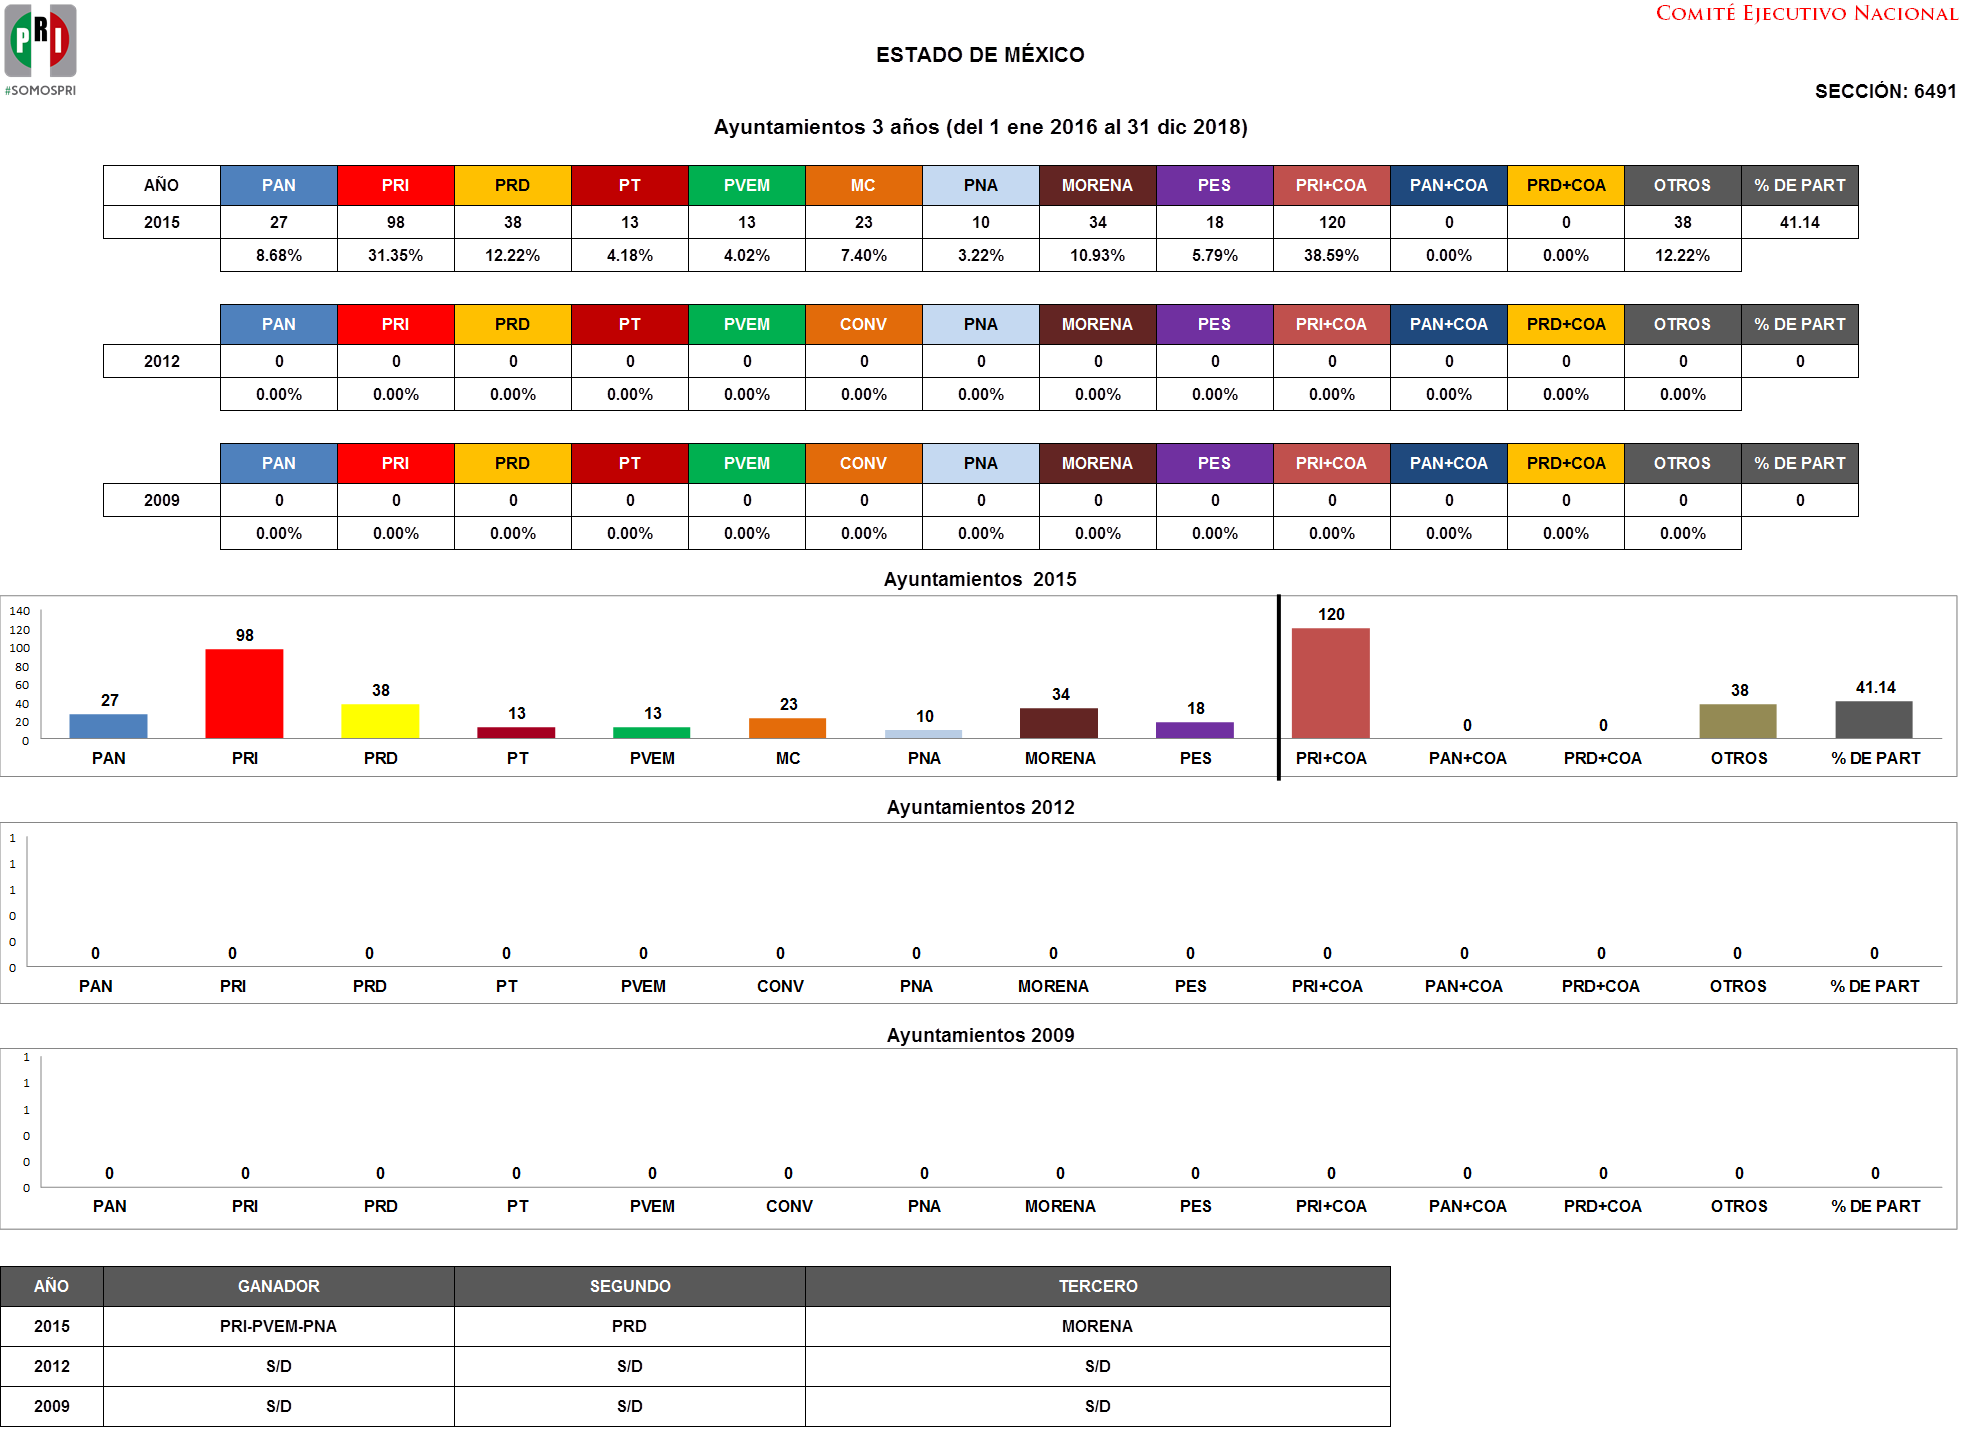 PRI
#SOMOSPRI
COMITÉ EJECUTIVO NACIONAL
ESTADO DE MÉXICO
SECCIÓN: 6491
Ayuntamientos 3 años (del 1 ene 2016 al 31 dic 2018)
AÑO PAN PRI PRD PT PVEM MC PNA MORENA PES PRI+COA PAN+COA PRD+COA OTROS % DE PART
2015 27 98 38 13 13 23 10 34 18 120 0 0 38 41.14
8.68% 31.35% 12.22% 4.18% 4.02% 7.40% 3.22% 10.93% 5.79% 38.59% 0.00% 0.00% 12.22%
PAN PRI PRD PT PVEM CONV PNA MORENA PES PRI+COA PAN+COA PRD+COA OTROS % DE PART
2012 0 0 0 0 0 0 0 0 0 0 0 0 0 0
0.00% 0.00% 0.00% 0.00% 0.00% 0.00% 0.00% 0.00% 0.00% 0.00% 0.00% 0.00% 0.00%
PAN PRI PRD PT PVEM CONV PNA MORENA PES PRI+COA PAN+COA PRD+COA OTROS % DE PART
2009 0 0 0 0 0 0 0 0 0 0 0 0 0 0
0.00% 0.00% 0.00% 0.00% 0.00% 0.00% 0.00% 0.00% 0.00% 0.00% 0.00% 0.00% 0.00%
Ayuntamientos 2015
140
120
100
80
60
40
20
0
27 98 38 13 13 23 10 34 18 120 0 0 38 41.14
PAN PRI PRD PT PVEM MC PNA MORENA PES PRI+COA PAN+COA PRD+COA OTROS % DE PART
Ayuntamientos 2012
1
1
1
0
0
0
0 0 0 0 0 0 0 0 0 0 0 0 0 0
PAN PRI PRD PT PVEM CONV PNA MORENA PES PRI+COA PAN+COA PRD+COA OTROS % DE PART
Ayuntamientos 2009
1
1
1
0
0
0
0 0 0 0 0 0 0 0 0 0 0 0 0 0
PAN PRI PRD PT PVEM CONV PNA MORENA PES PRI+COA PAN+COA PRD+COA OTROS % DE PART
AÑO GANADOR SEGUNDO TERCERO
2015 PRI-PVEM-PNA PRD MORENA
2012 S/D S/D S/D
2009 S/D S/D S/D